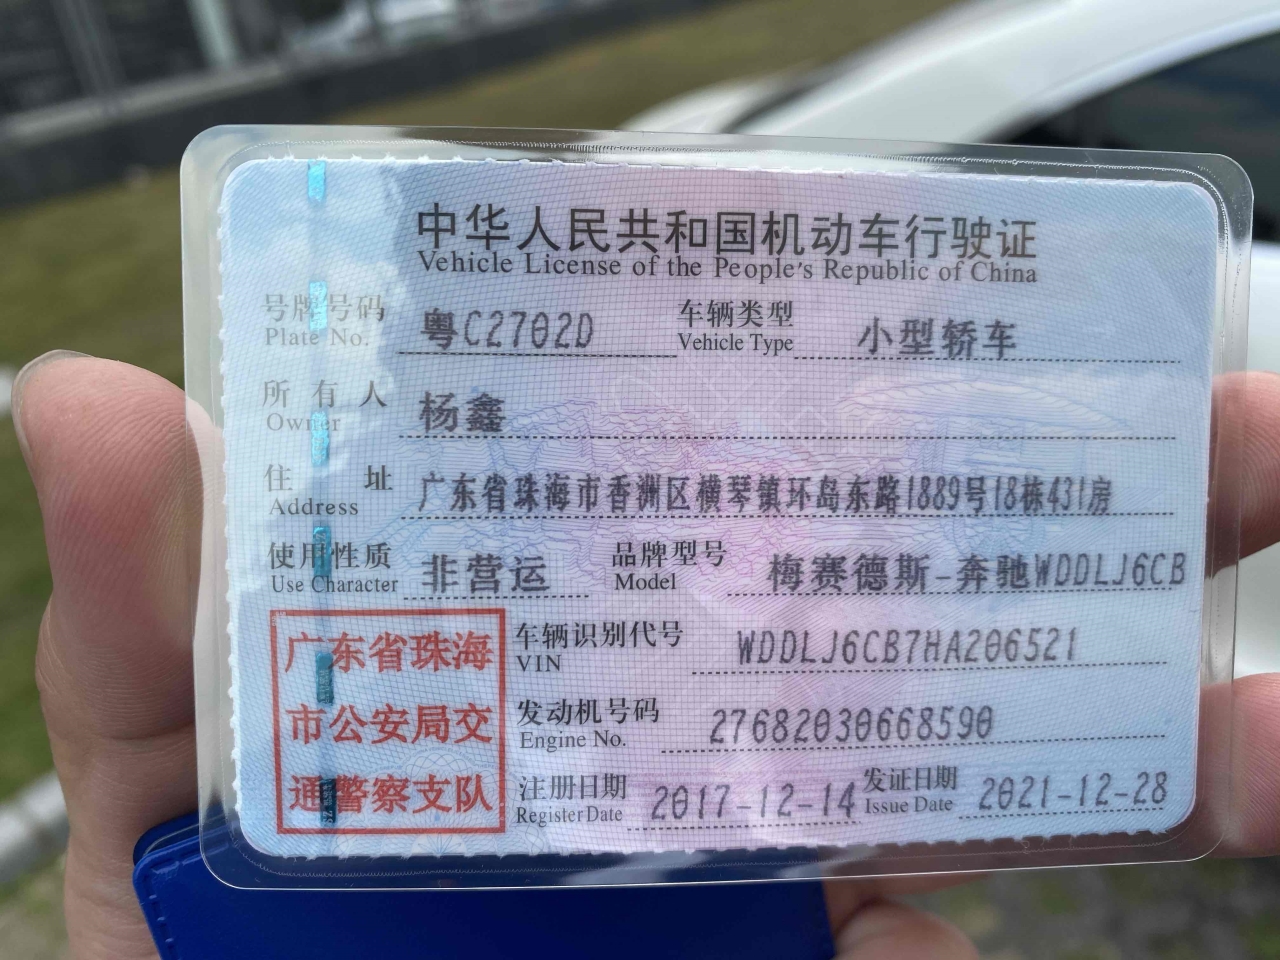 中华人民共和国机动车行驶证
Vehicle License of the People's Republic of China
号牌号码 粤C2702D 车辆类型 小型轿车
Plate No. Vehicle Type
所有人 杨鑫
Owner
住址 广东省珠海市香洲区横琴镇环岛东路1889号18栋431房
Address
使用性质 非营运 品牌型号 梅赛德斯-奔驰WDDLJ6CB
Use Character Model
车辆识别代号 WDDLJ6CB7HA206521
VIN
发动机号码 27682030668590
Engine No.
注册日期 2017-12-14 发证日期 2021-12-28
Register Date Issue Date
广东省珠海
市公安局交
通警察支队